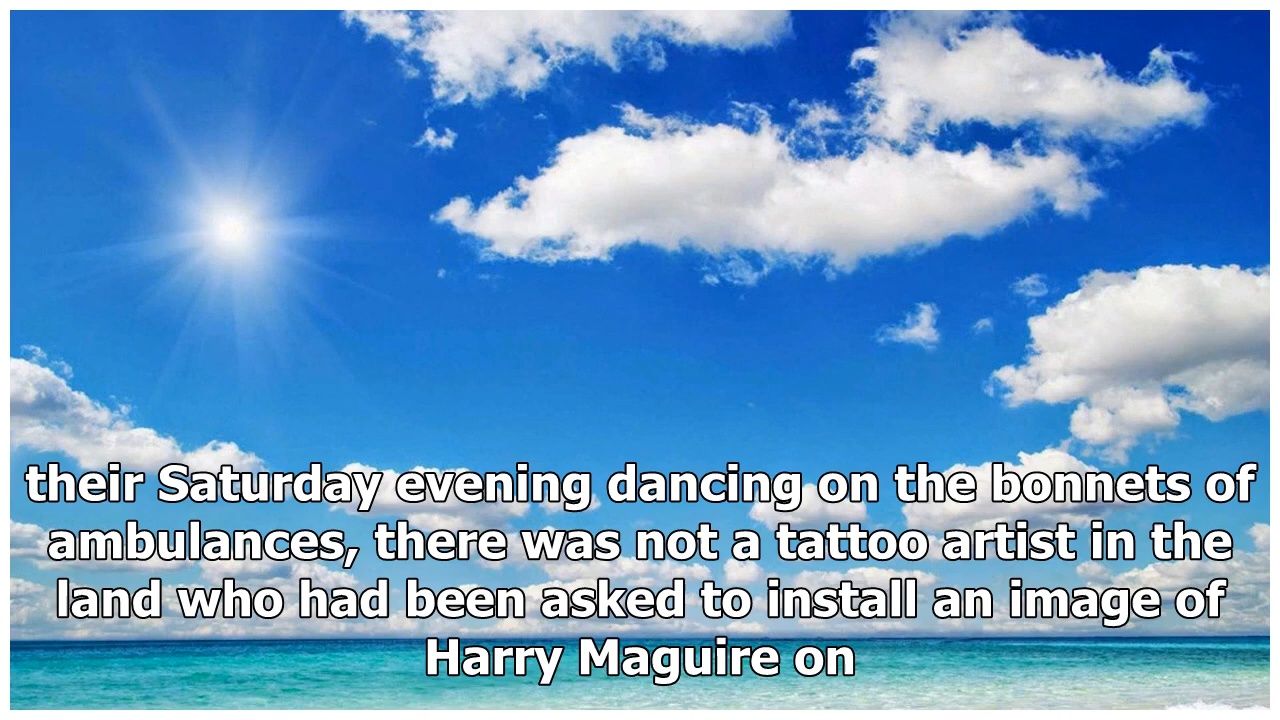 their Saturday evening dancing on the bonnets of
ambulances, there was not a tattoo artist in the
land who had been asked to install an image of
Harry Maguire on